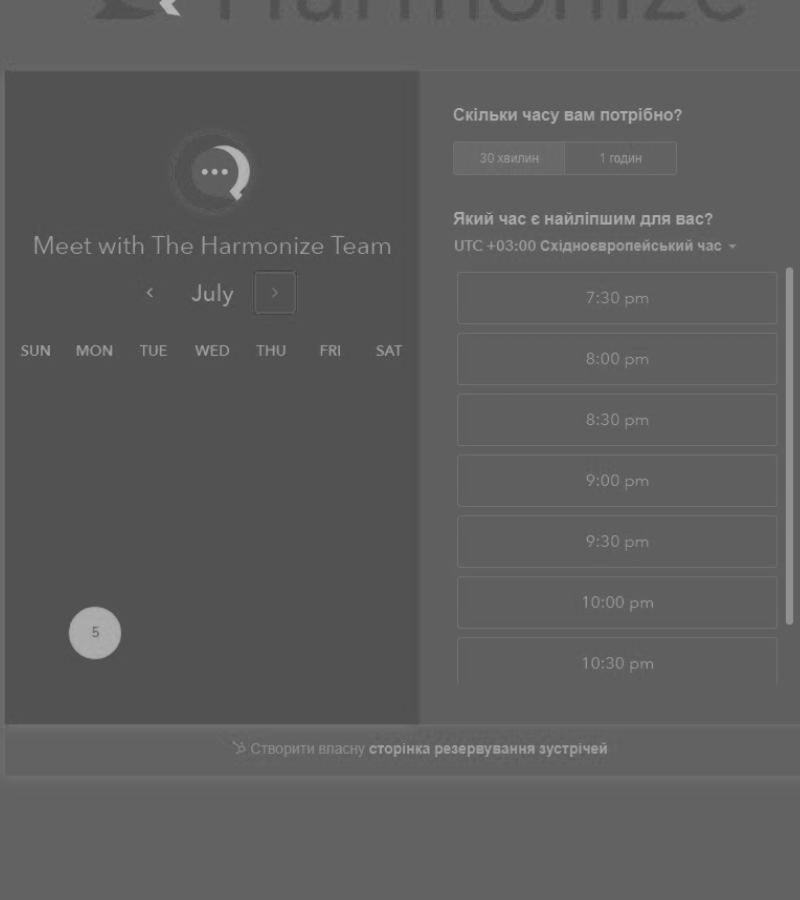 Harmonize
Meet with The Harmonize Team
July
SUN MON TUE WED THU FRI SAT
5
Скільки часу вам потрібно?
30 хвилин 1 годин
Який час є найліпшим для вас?
UTC +03:00 Східноєвропейський час
7:30 pm
8:00 pm
8:30 pm
9:00 pm
9:30 pm
10:00 pm
10:30 pm
Створити власну сторінка резервування зустрічей